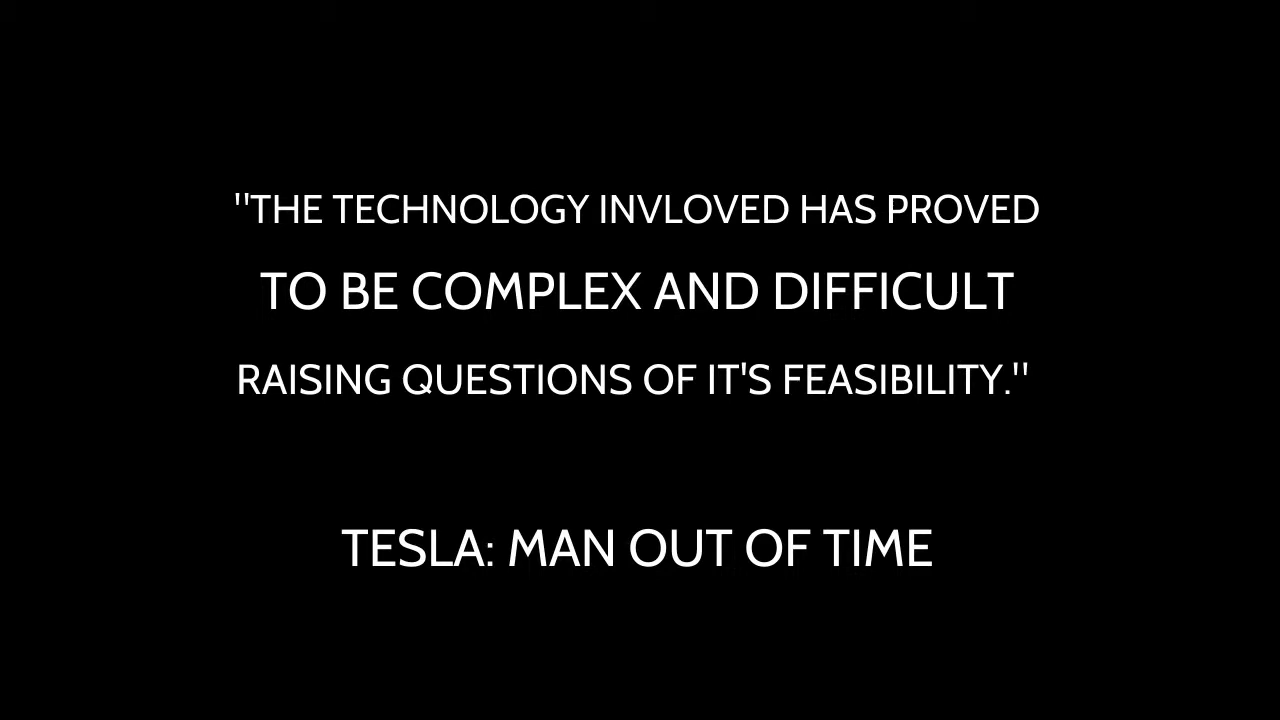 "THE TECHNOLOGY INVLOVED HAS PROVED
TO BE COMPLEX AND DIFFICULT
RAISING QUESTIONS OF IT'S FEASIBILITY."
TESLA: MAN OUT OF TIME